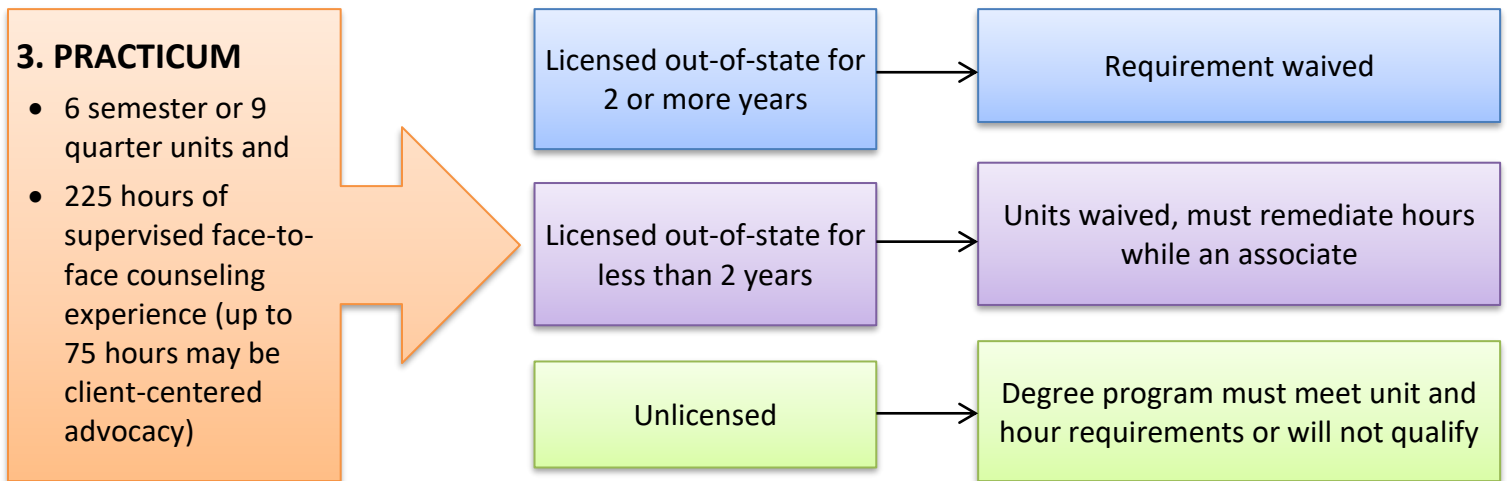 3. PRACTICUM
• 6 semester or 9
quarter units and
• 225 hours of
supervised face-to-
face counseling
experience (up to
75 hours may be
client-centered
advocacy)
Licensed out-of-state for
2 or more years
Requirement waived
Licensed out-of-state for
less than 2 years
Units waived, must remediate hours
while an associate
Unlicensed
Degree program must meet unit and
hour requirements or will not qualify